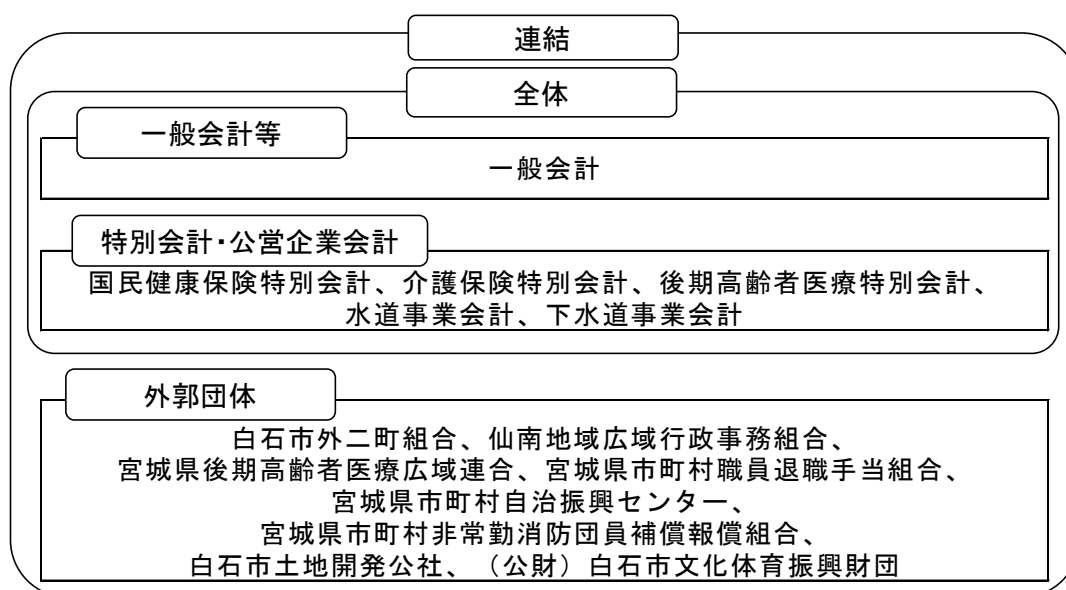 連結
全体
一般会計等
一般会計
特別会計・公営企業会計
国民健康保険特別会計、介護保険特別会計、後期高齢者医療特別会計、
水道事業会計、下水道事業会計
外郭団体
白石市外二町組合、仙南地域広域行政事務組合、
宮城県後期高齢者医療広域連合、宮城県市町村職員退職手当組合、
宮城県市町村自治振興センター、
宮城県市町村非常勤消防団員補償報償組合、
白石市土地開発公社、（公財）白石市文化体育振興財団